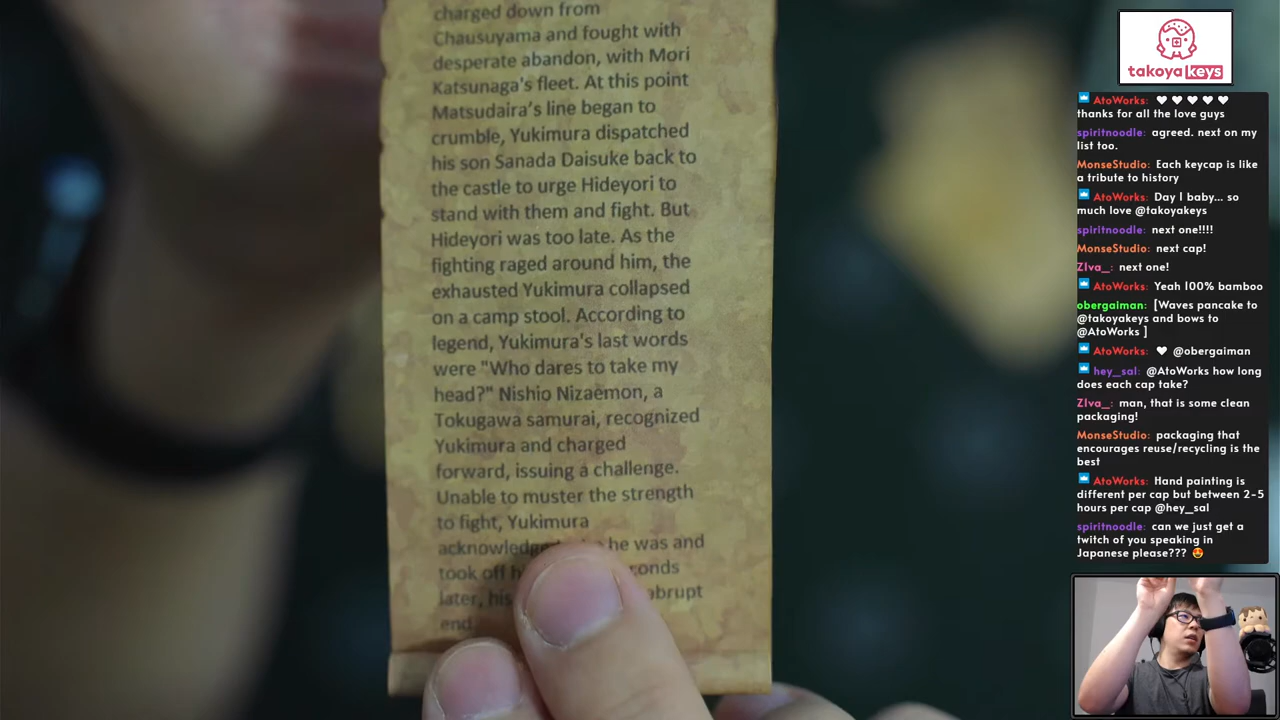 charged down from
Chausuyama and fought with
desperate abandon, with Mori
Katsunaga's fleet. At this point
Matsudaira's line began to
crumble, Yukimura dispatched
his son Sanada Daisuke back to
the castle to urge Hideyori to
stand with them and fight. But
Hideyori was too late. As the
fighting raged around him, the
exhausted Yukimura collapsed
on a camp stool. According to
legend, Yukimura's last words
were "Who dares to take my
head?" Nishio Nizaemon, a
Tokugawa samurai, recognized
Yukimura and charged
forward, issuing a challenge.
Unable to muster the strength
to fight, Yukimura
he was and
took off
later, his abrupt
end
takoya keys
AtoWorks: ♥ ♥ ♥ ♥ ♥
thanks for all the love guys
spiritnoodle: agreed. next on my
list too.
MonseStudio: Each keycap is like
a tribute to history
AtoWorks: Day 1 baby... so
much love @takoyakeys
spiritnoodle: next one!!!!
MonseStudio: next cap!
ZIva_: next one!
AtoWorks: Yeah 100% bamboo
obergaiman: [Waves pancake to
@takoyakeys and bows to
@AtoWorks ]
AtoWorks: ♥ @obergaiman
hey_sal: @AtoWorks how long
does each cap take?
ZIva_: man, that is some clean
packaging!
MonseStudio: packaging that
encourages reuse/recycling is the
best
AtoWorks: Hand painting is
different per cap but between 2-5
hours per cap @hey_sal
spiritnoodle: can we just get a
twitch of you speaking in
Japanese please??? 😍